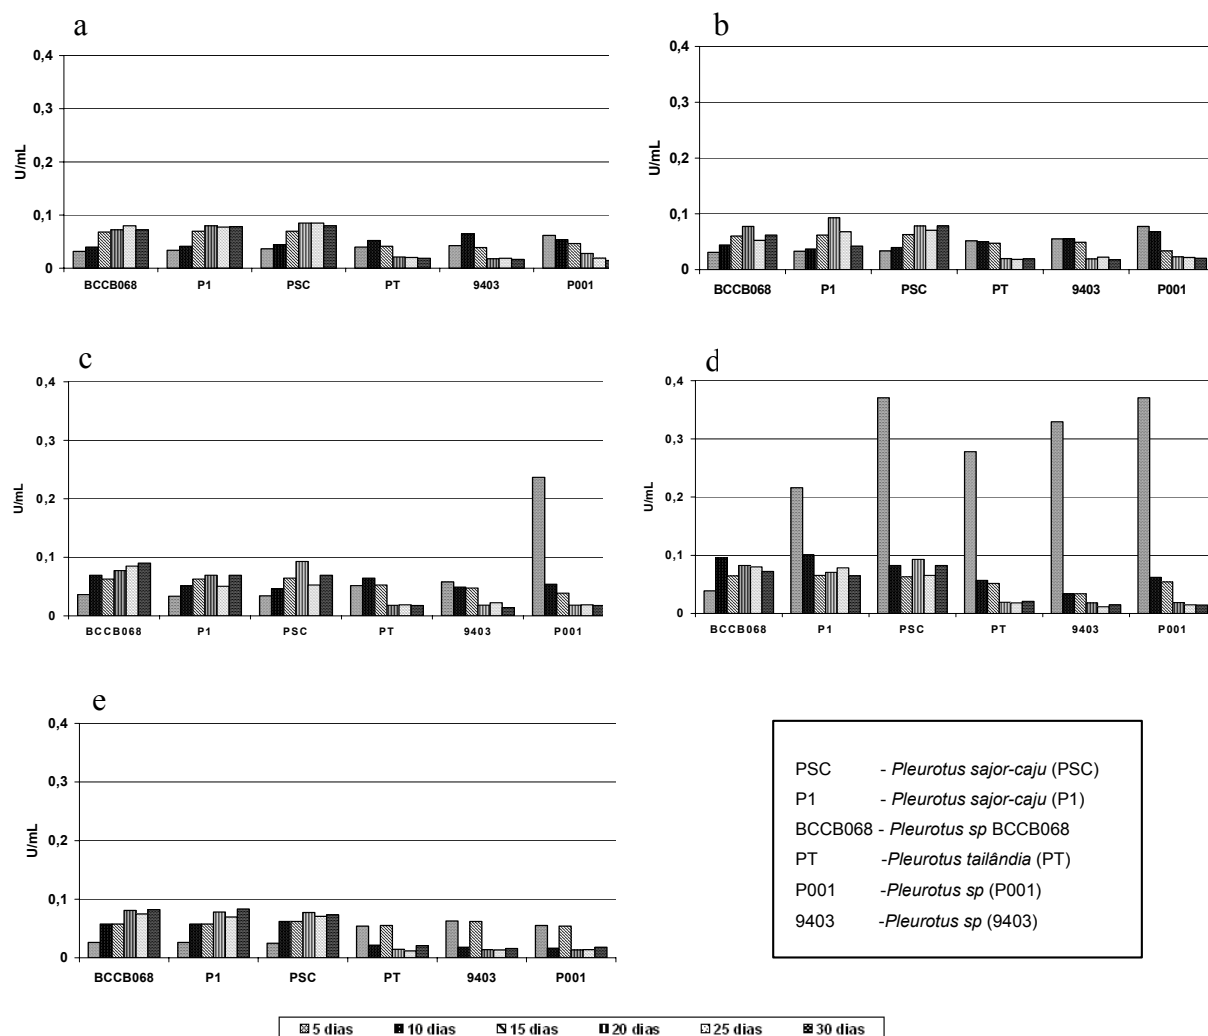 a
0,4
0,3
0,2
0,1
0
U/mL
BCCB068 P1 PSC PT 9403 P001
b
0,4
0,3
0,2
0,1
0
U/mL
BCCB068 P1 PSC PT 9403 P001
c
0,4
0,3
0,2
0,1
0
U/mL
BCCB068 P1 PSC PT 9403 P001
d
0,4
0,3
0,2
0,1
0
U/mL
BCCB068 P1 PSC PT 9403 P001
e
0,4
0,3
0,2
0,1
0
U/mL
BCCB068 P1 PSC PT 9403 P001
PSC - Pleurotus sajor-caju (PSC)
P1 - Pleurotus sajor-caju (P1)
BCCB068 - Pleurotus sp BCCB068
PT -Pleurotus tailândia (PT)
P001 -Pleurotus sp (P001)
9403 -Pleurotus sp (9403)
5 dias 10 dias 15 dias 20 dias 25 dias 30 dias